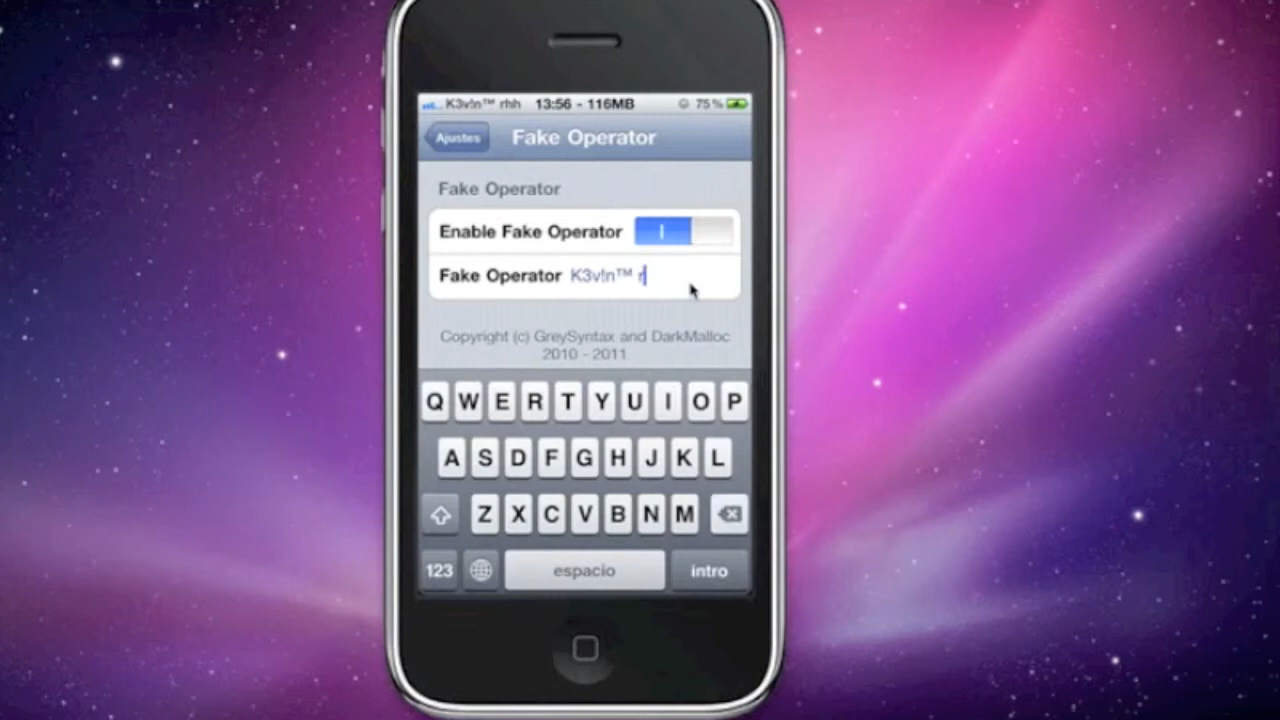 K3v!n™ rhh 13:56 - 116MB 75%
Ajustes Fake Operator
Fake Operator
Enable Fake Operator
Fake Operator K3v!n™ r
Copyright (c) GreySyntax and DarkMalloc
2010 - 2011
Q W E R T Y U I O P
A S D F G H J K L
Z X C V B N M
123 espacio intro